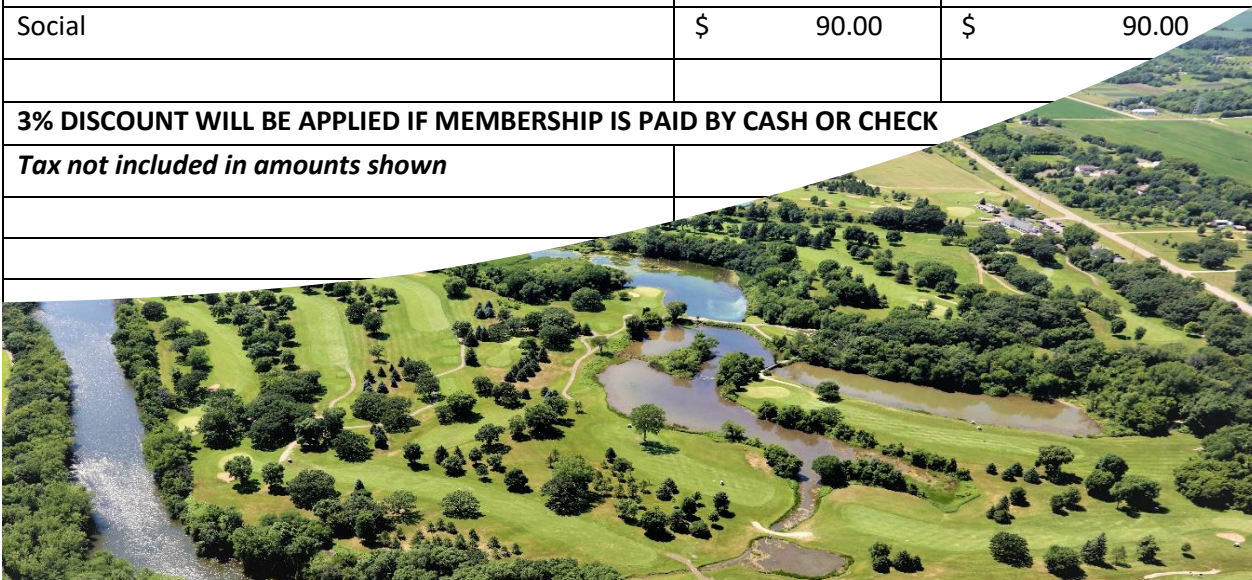 Social $ 90.00 $ 90.00
3% DISCOUNT WILL BE APPLIED IF MEMBERSHIP IS PAID BY CASH OR CHECK
Tax not included in amounts shown